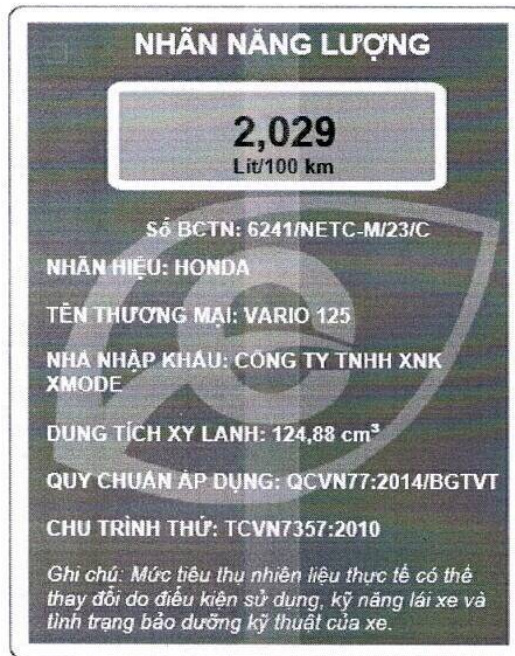 NHÃN NĂNG LƯỢNG
2,029
Lít/100 km
Số BCTN: 6241/NETC-M/23/C
NHÃN HIỆU: HONDA
TÊN THƯƠNG MẠI: VARIO 125
NHÀ NHẬP KHẨU: CÔNG TY TNHH XNK
XMODE
DUNG TÍCH XY LANH: 124,88 cm³
QUY CHUẨN ÁP DỤNG: QCVN77:2014/BGTVT
CHU TRÌNH THỬ: TCVN7357:2010
Ghi chú: Mức tiêu thụ nhiên liệu thực tế có thể
thay đổi do điều kiện sử dụng, kỹ năng lái xe và
tình trạng bảo dưỡng kỹ thuật của xe.